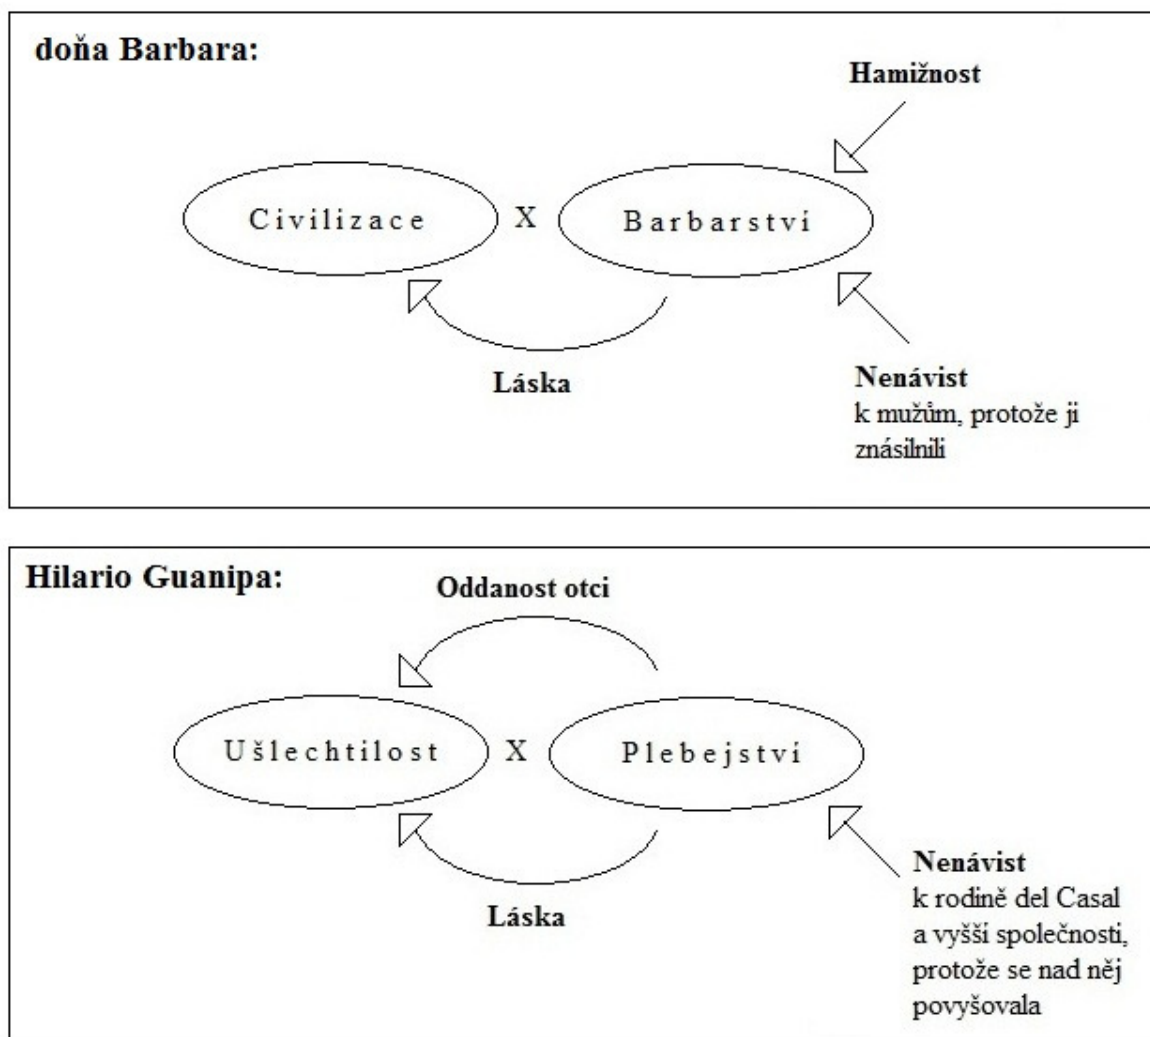 doňa Barbara:
Hamižnost
Civilizace X Barbarství
Láska
Nenávist
k mužům, protože ji
znásilnili
Hilario Guanipa:
Oddanost otci
Ušlechtilost X Plebejství
Láska
Nenávist
k rodině del Casal
a vyšší společnosti,
protože se nad něj
povyšovala